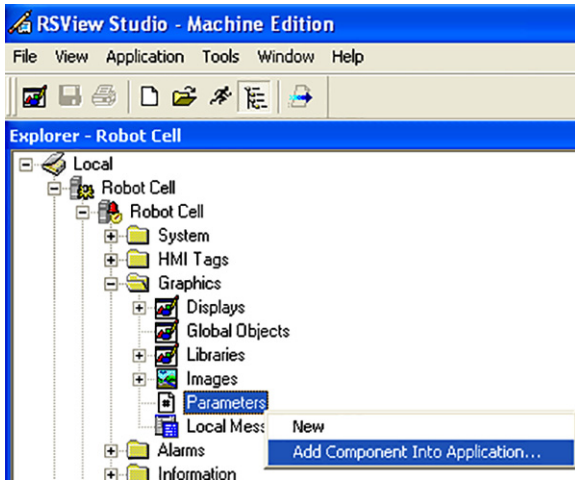 RSView Studio - Machine Edition
File View Application Tools Window Help
Explorer - Robot Cell
Local
Robot Cell
Robot Cell
System
HMI Tags
Graphics
Displays
Global Objects
Libraries
Images
Parameters
Local Mess
New
Add Component Into Application...
Alarms
Information